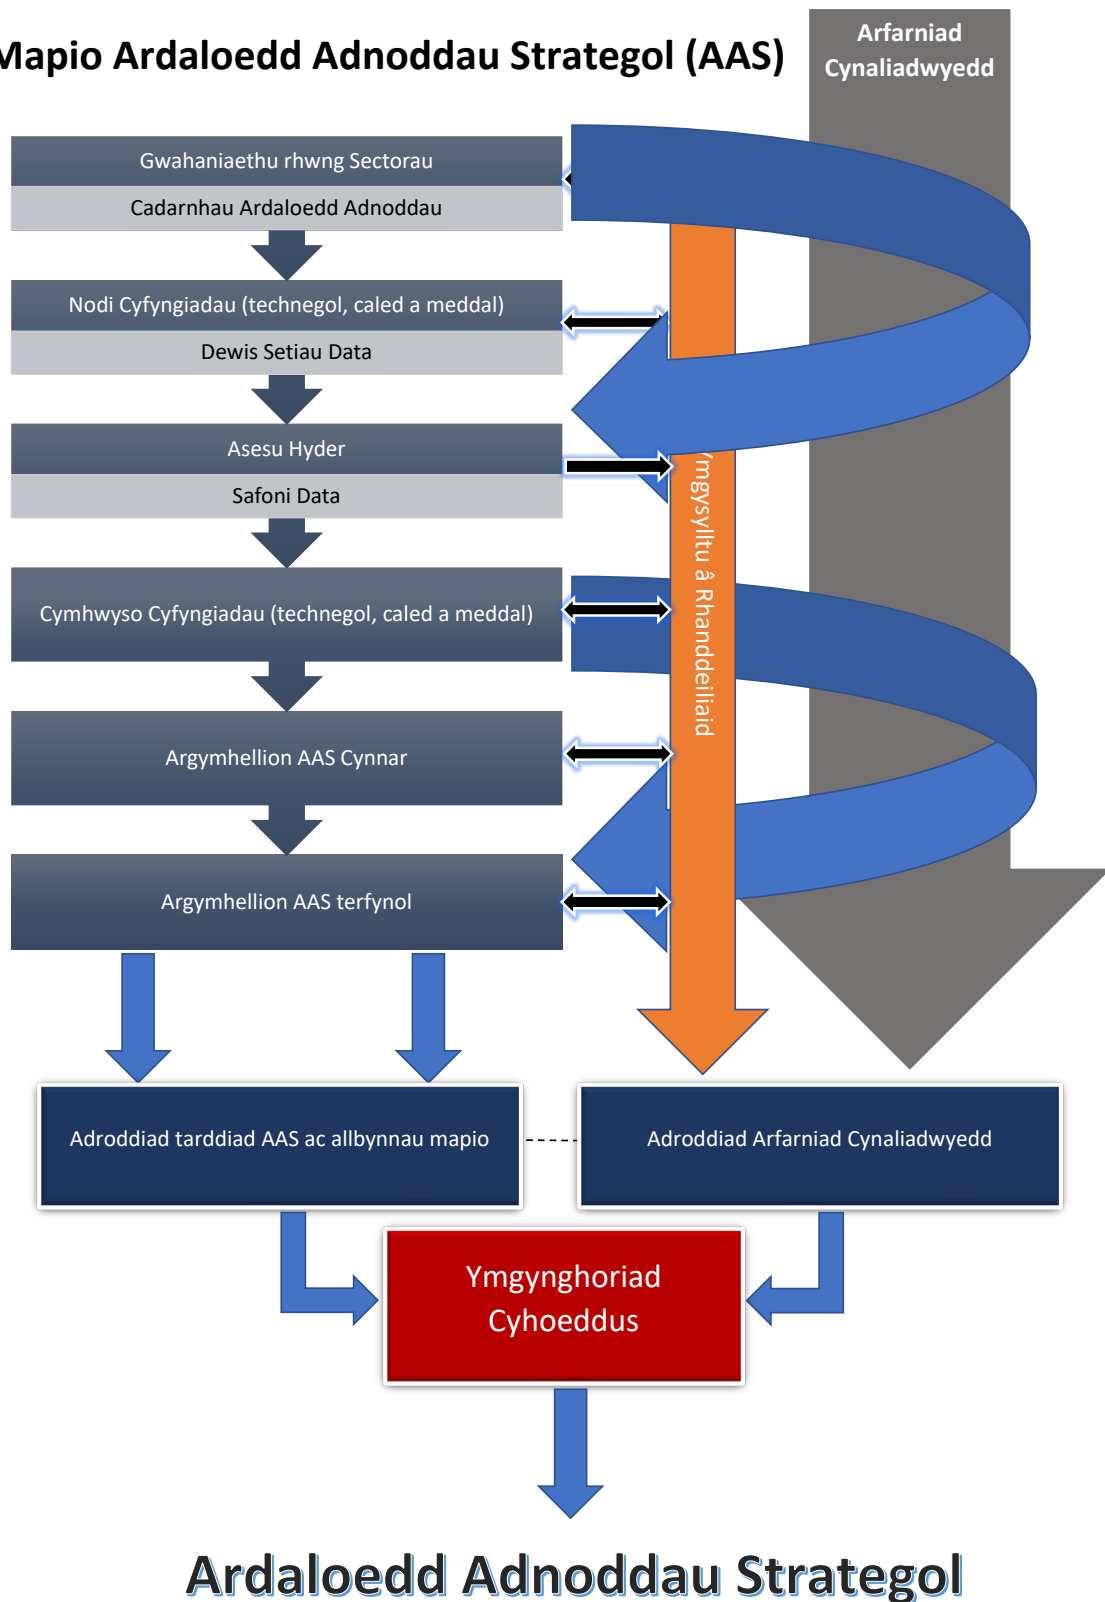 Mapio Ardaloedd Adnoddau Strategol (AAS)
Arfarniad
Cynaliadwyedd
Gwahaniaethu rhwng Sectorau
Cadarnhau Ardaloedd Adnoddau
Nodi Cyfyngiadau (technegol, caled a meddal)
Dewis Setiau Data
Asesu Hyder
Safoni Data
Ymgysylltu â Rhanddeiliaid
Cymhwyso Cyfyngiadau (technegol, caled a meddal)
Argymhellion AAS Cynnar
Argymhellion AAS terfynol
Adroddiad tarddiad AAS ac allbynnau mapio
Adroddiad Arfarniad Cynaliadwyedd
Ymgynghoriad
Cyhoeddus
Ardaloedd Adnoddau Strategol